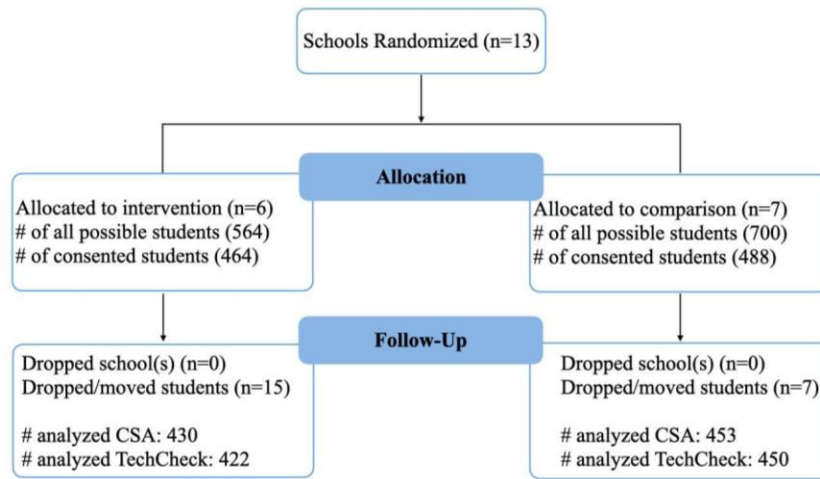 Schools Randomized (n=13)
Allocation
Allocated to intervention (n=6)
# of all possible students (564)
# of consented students (464)
Allocated to comparison (n=7)
# of all possible students (700)
# of consented students (488)
Follow-Up
Dropped school(s) (n=0)
Dropped/moved students (n=15)
# analyzed CSA: 430
# analyzed TechCheck: 422
Dropped school(s) (n=0)
Dropped/moved students (n=7)
# analyzed CSA: 453
# analyzed TechCheck: 450